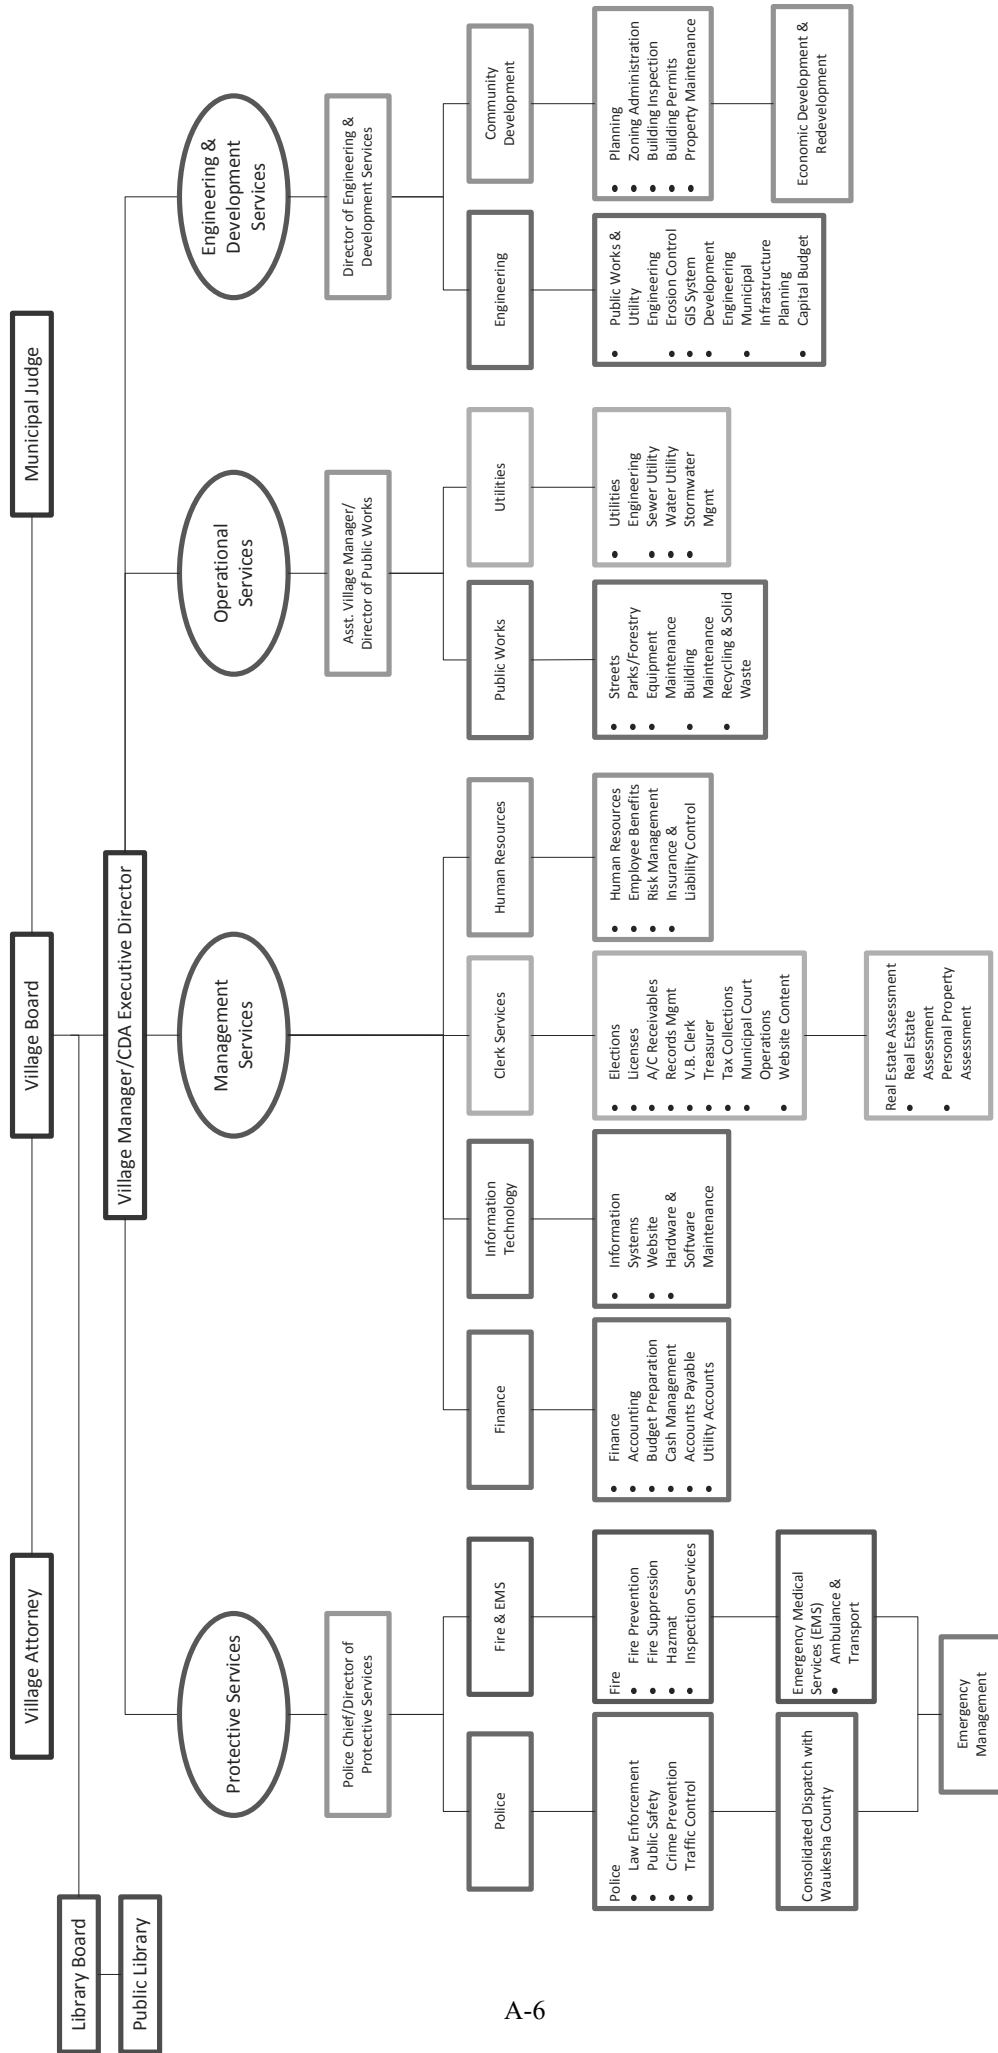 Village Attorney
Village Board
Municipal Judge
Library Board
Public Library
Village Manager/CDA Executive Director
Protective Services
Management
Services
Operational
Services
Engineering &
Development
Services
Police Chief/Director of
Protective Services
Asst. Village Manager/
Director of Public Works
Director of Engineering &
Development Services
Police
Fire & EMS
Finance
Information
Technology
Clerk Services
Human Resources
Public Works
Utilities
Engineering
Community
Development
Police
• Law Enforcement
• Public Safety
• Crime Prevention
• Traffic Control
Fire
• Fire Prevention
• Fire Suppression
• Hazmat
• Inspection Services
• Finance
• Accounting
• Budget Preparation
• Cash Management
• Accounts Payable
• Utility Accounts
• Information
Systems
• Website
• Hardware &
Software
Maintenance
• Elections
• Licenses
• A/C Receivables
• Records Mgmt
• V.B. Clerk
• Treasurer
• Tax Collections
• Municipal Court
Operations
• Website Content
• Human Resources
• Employee Benefits
• Risk Management
• Insurance &
Liability Control
• Streets
• Parks/Forestry
• Equipment
Maintenance
• Building
Maintenance
• Recycling & Solid
Waste
• Utilities
Engineering
• Sewer Utility
• Water Utility
• Stormwater
Mgmt
• Public Works &
Utility
Engineering
• Erosion Control
• GIS System
• Development
Engineering
• Municipal
Infrastructure
Planning
• Capital Budget
• Planning
• Zoning Administration
• Building Inspection
• Building Permits
• Property Maintenance
Consolidated Dispatch with
Waukesha County
Emergency Medical
Services (EMS)
• Ambulance &
Transport
Real Estate Assessment
• Real Estate
Assessment
• Personal Property
Assessment
Economic Development &
Redevelopment
Emergency
Management
A-6